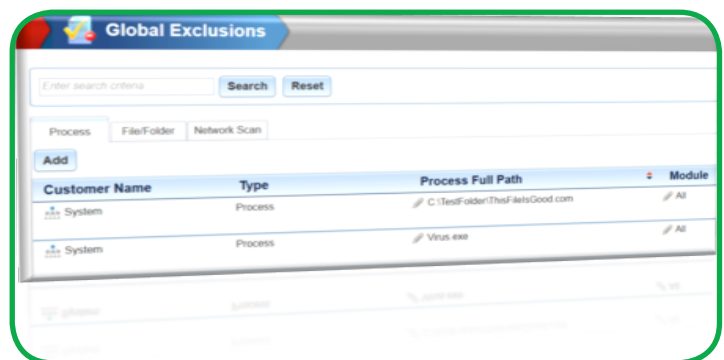 Global Exclusions
Enter search criteria Search Reset
Process File/Folder Network Scan
Add
Customer Name Type Process Full Path Module
System Process C:\TestFolder\ThisFileIsGood.com All
System Process Virus.exe All